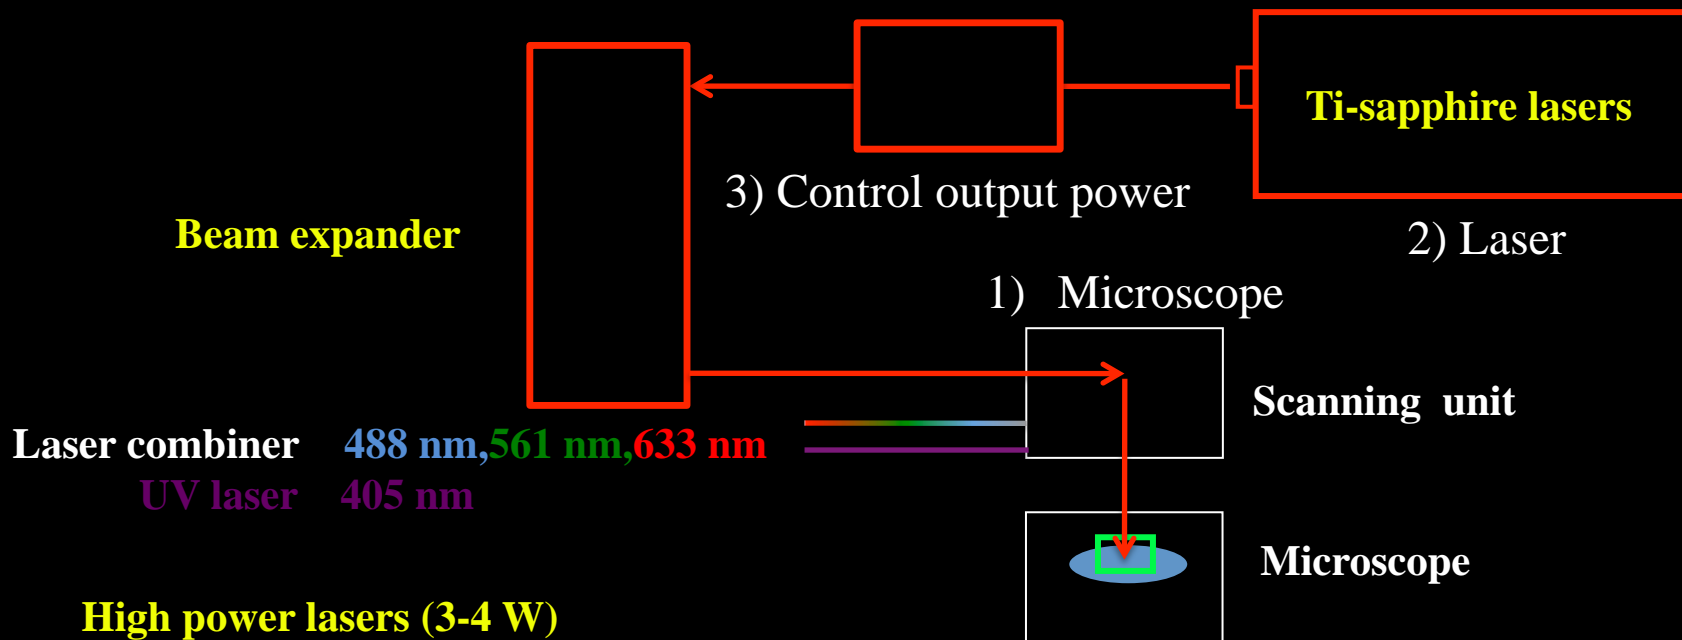 Ti-sapphire lasers
3) Control output power
Beam expander
2) Laser
1) Microscope
Scanning unit
Laser combiner 488 nm,561 nm,633 nm
UV laser 405 nm
Microscope
High power lasers (3-4 W)